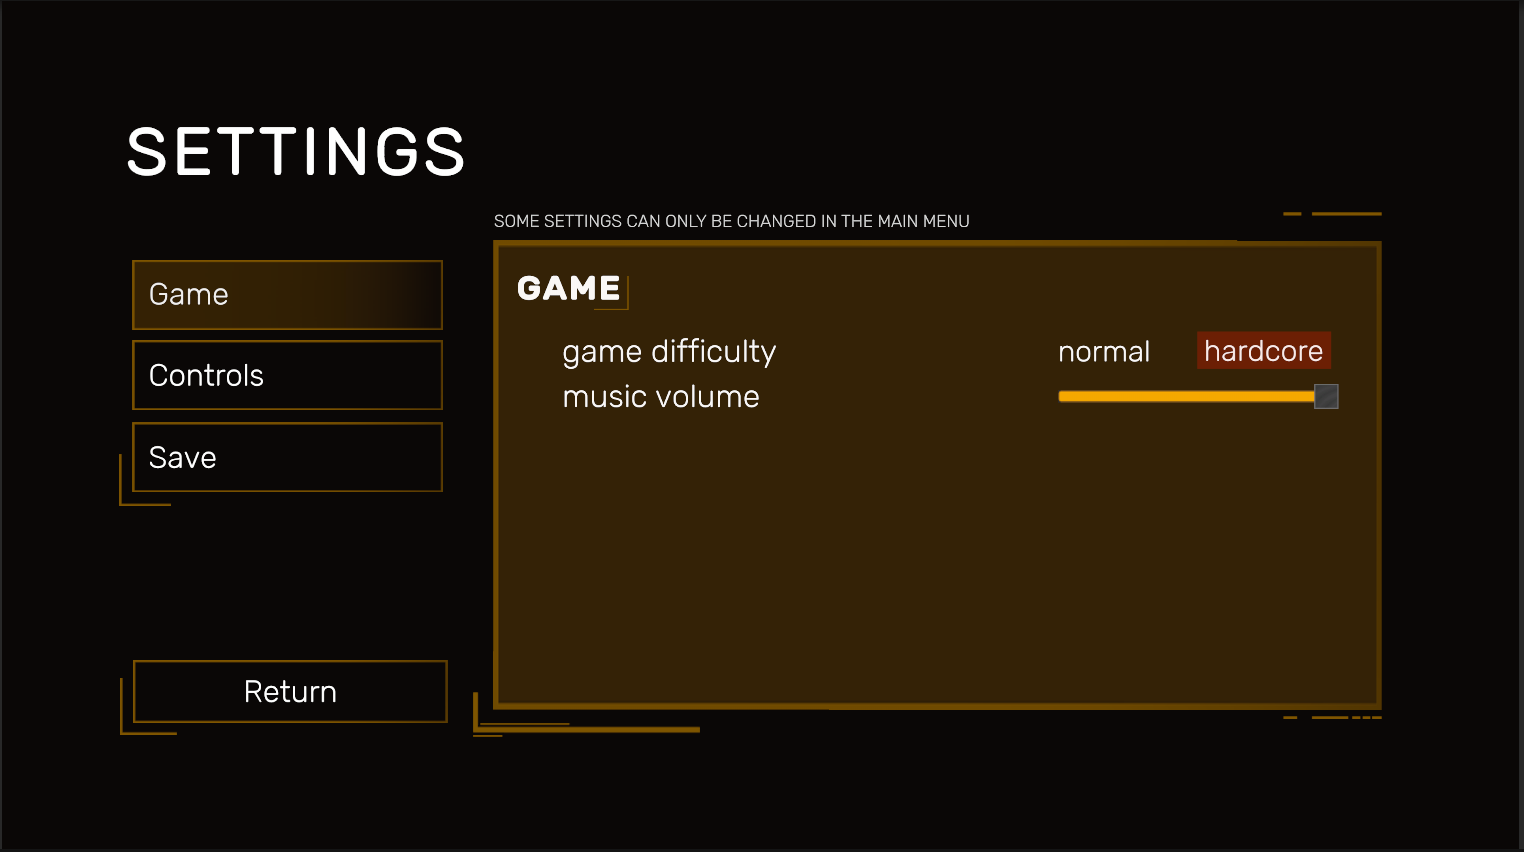 SETTINGS
SOME SETTINGS CAN ONLY BE CHANGED IN THE MAIN MENU
Game
Controls
Save
Return
GAME
game difficulty normal hardcore
music volume